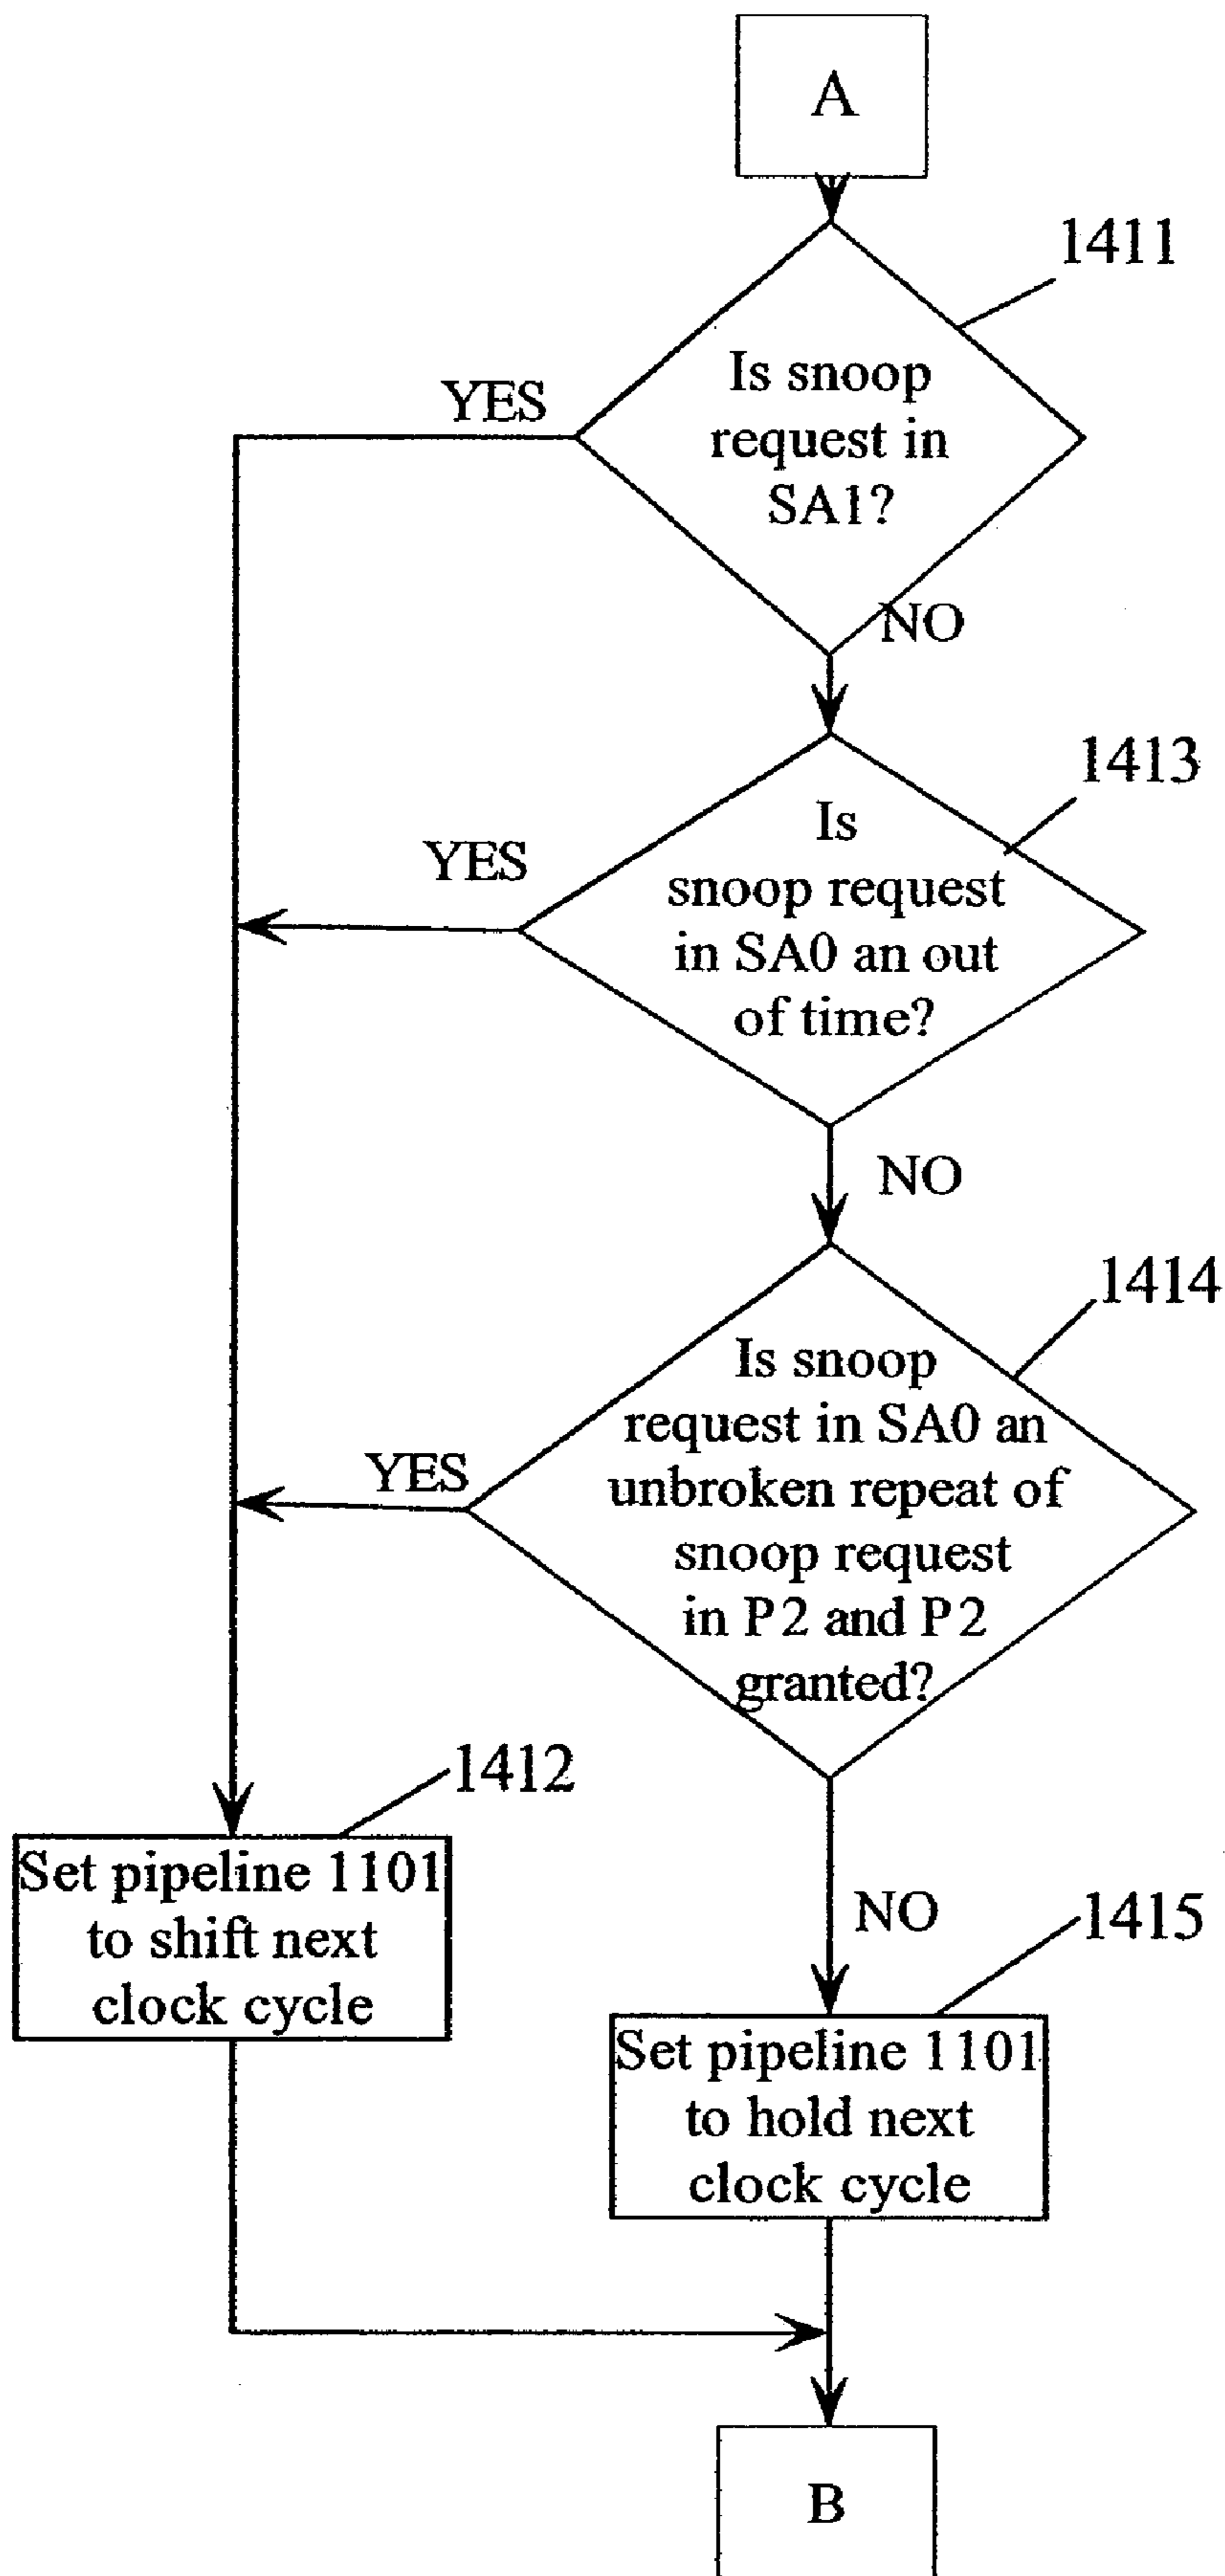 A
1411
Is snoop
request in
SA1?
YES
NO
1413
Is
snoop request
in SA0 an out
of time?
YES
NO
1414
Is snoop
request in SA0 an
unbroken repeat of
snoop request
in P2 and P2
granted?
YES
1412
Set pipeline 1101
to shift next
clock cycle
NO
1415
Set pipeline 1101
to hold next
clock cycle
B